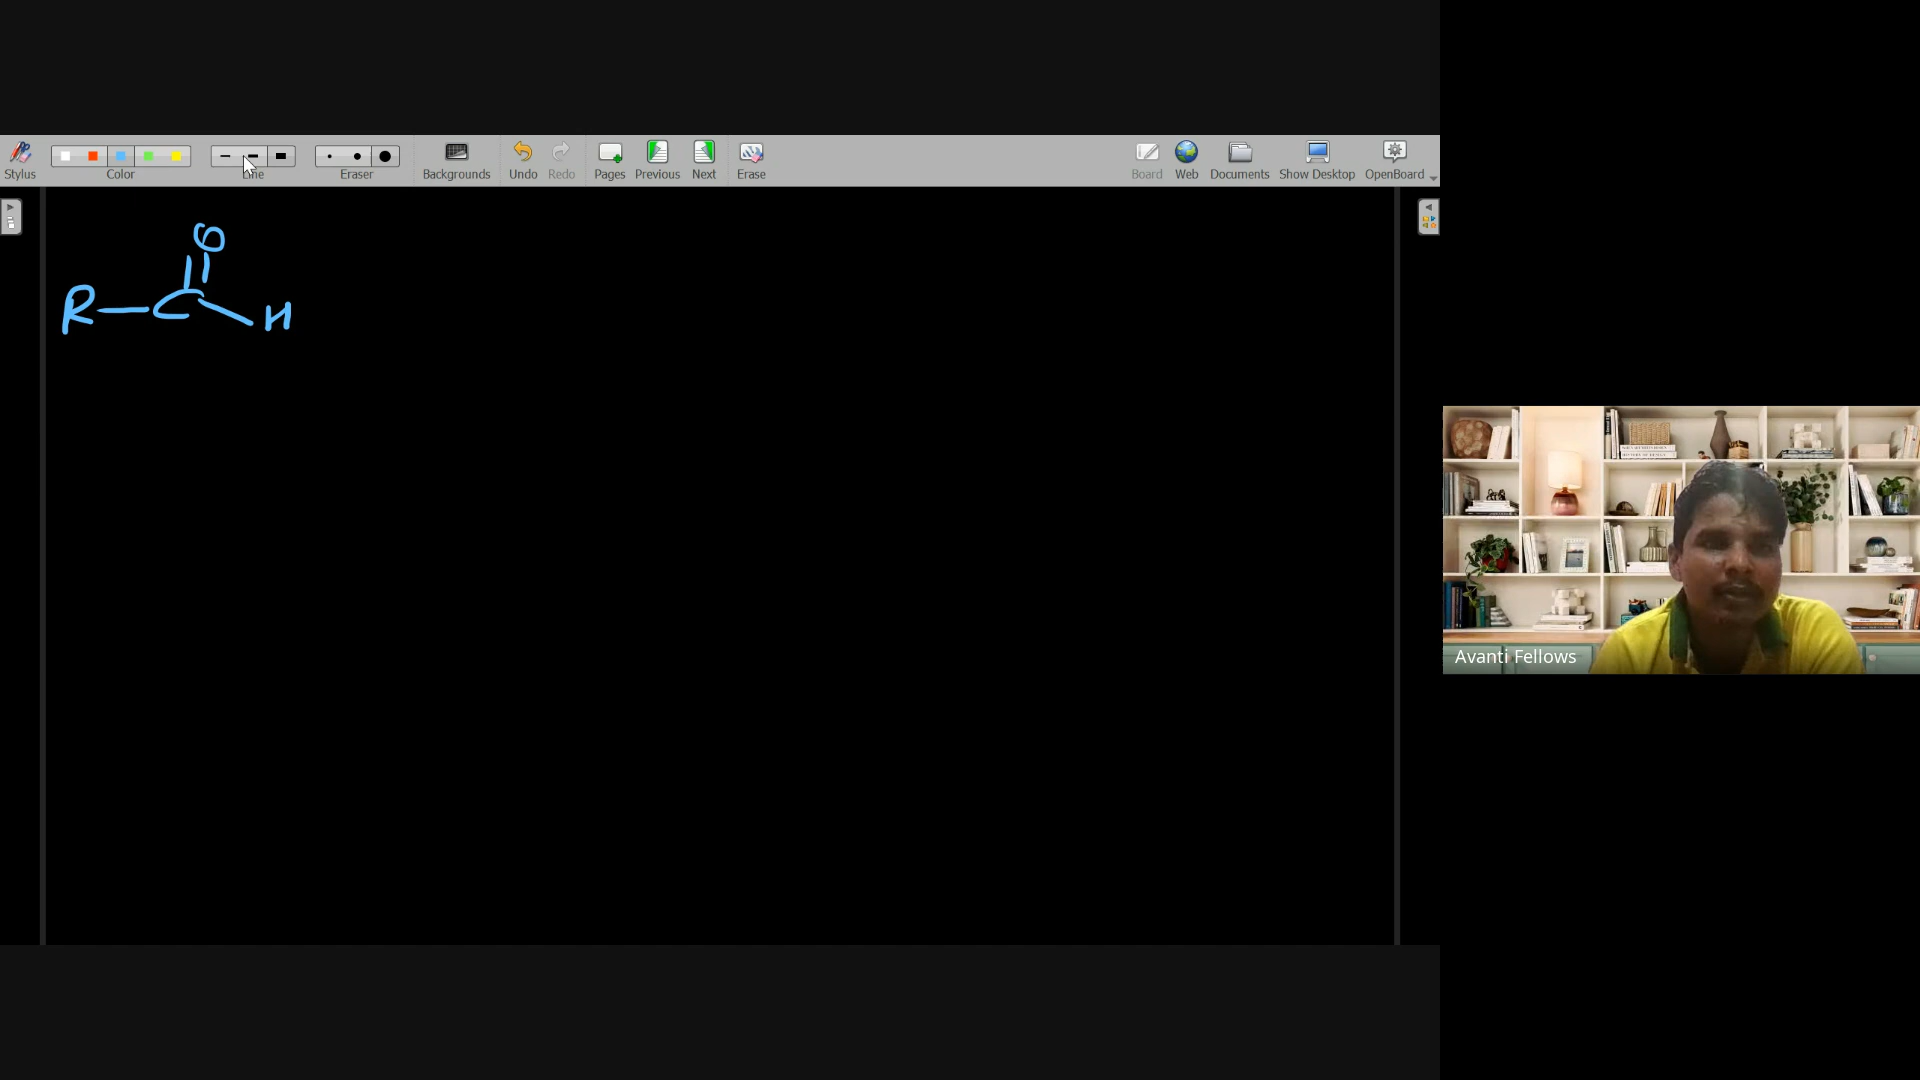 Stylus Color Line Eraser Backgrounds Undo Redo Pages Previous Next Erase Board Web Documents Show Desktop OpenBoard
O
R—C H
Avanti Fellows